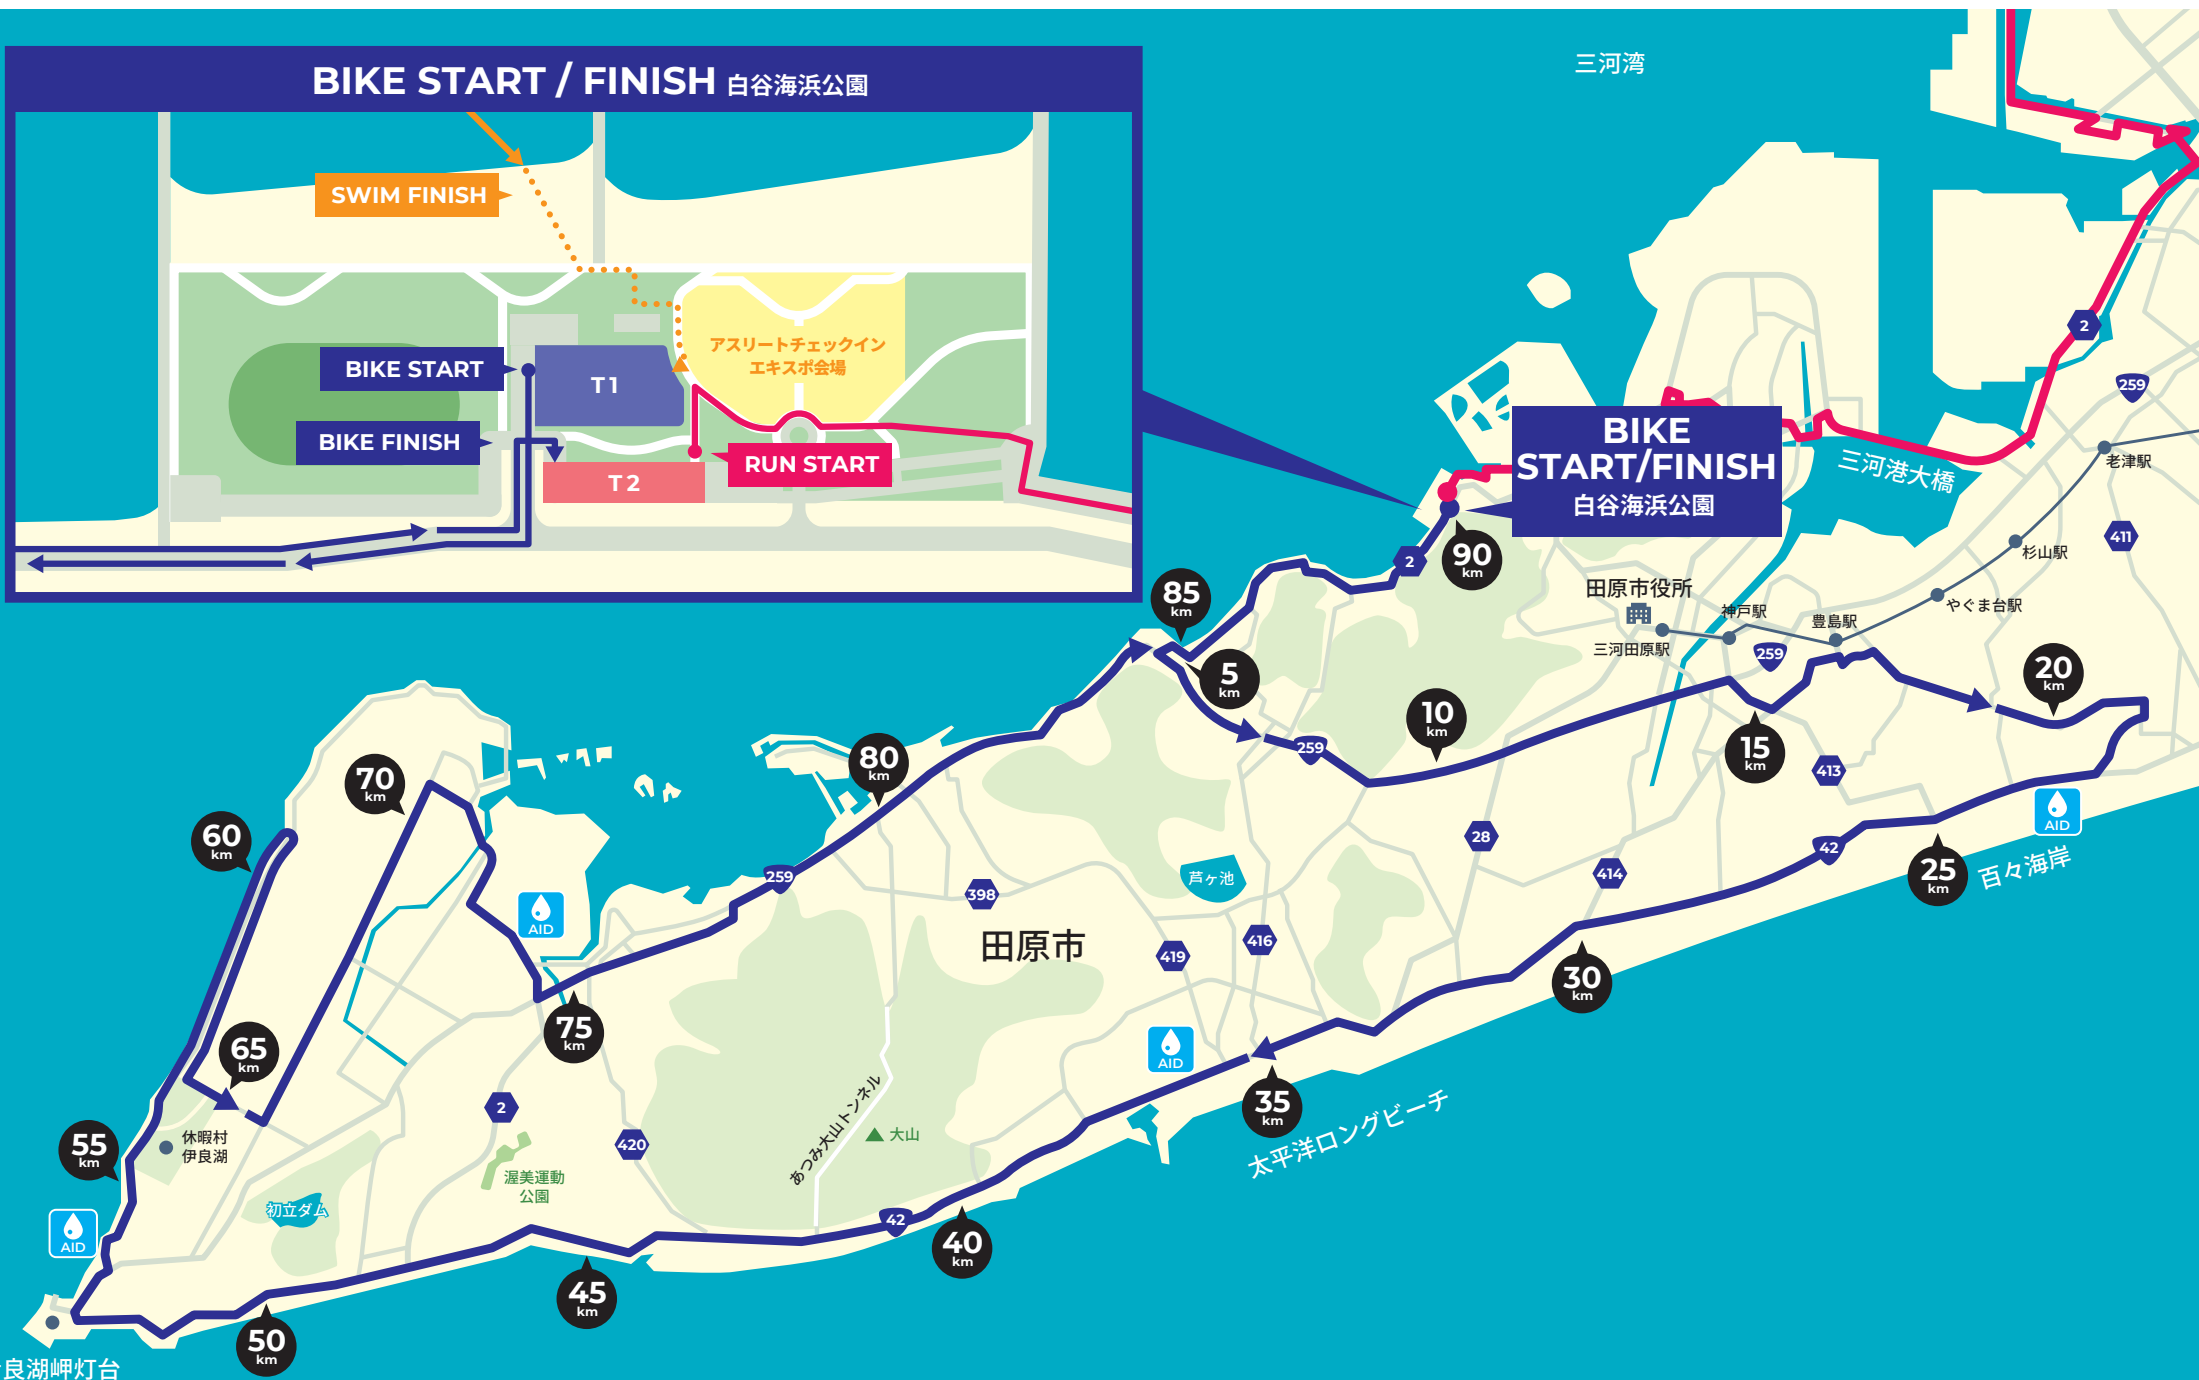 BIKE START / FINISH 白谷海浜公園
SWIM FINISH
アスリートチェックイン
エキスポ会場
BIKE START
T1
BIKE FINISH
T2
RUN START
三河湾
2
259
BIKE
START/FINISH
白谷海浜公園
三河港大橋
老津駅
411
杉山駅
やぐま台駅
90
km
2
田原市役所
神戸駅
豊島駅
三河田原駅
259
85
km
5
km
10
km
259
15
km
20
km
413
AID
百々海岸
25
km
42
28
414
30
km
80
km
259
398
芦ヶ池
田原市
419
416
AID
35
km
太平洋ロングビーチ
70
km
60
km
AID
75
km
65
km
2
420
あつみ大山トンネル
大山
55
km
休暇村
伊良湖
渥美運動
公園
初立ダム
AID
42
40
km
45
km
50
km
良湖岬灯台